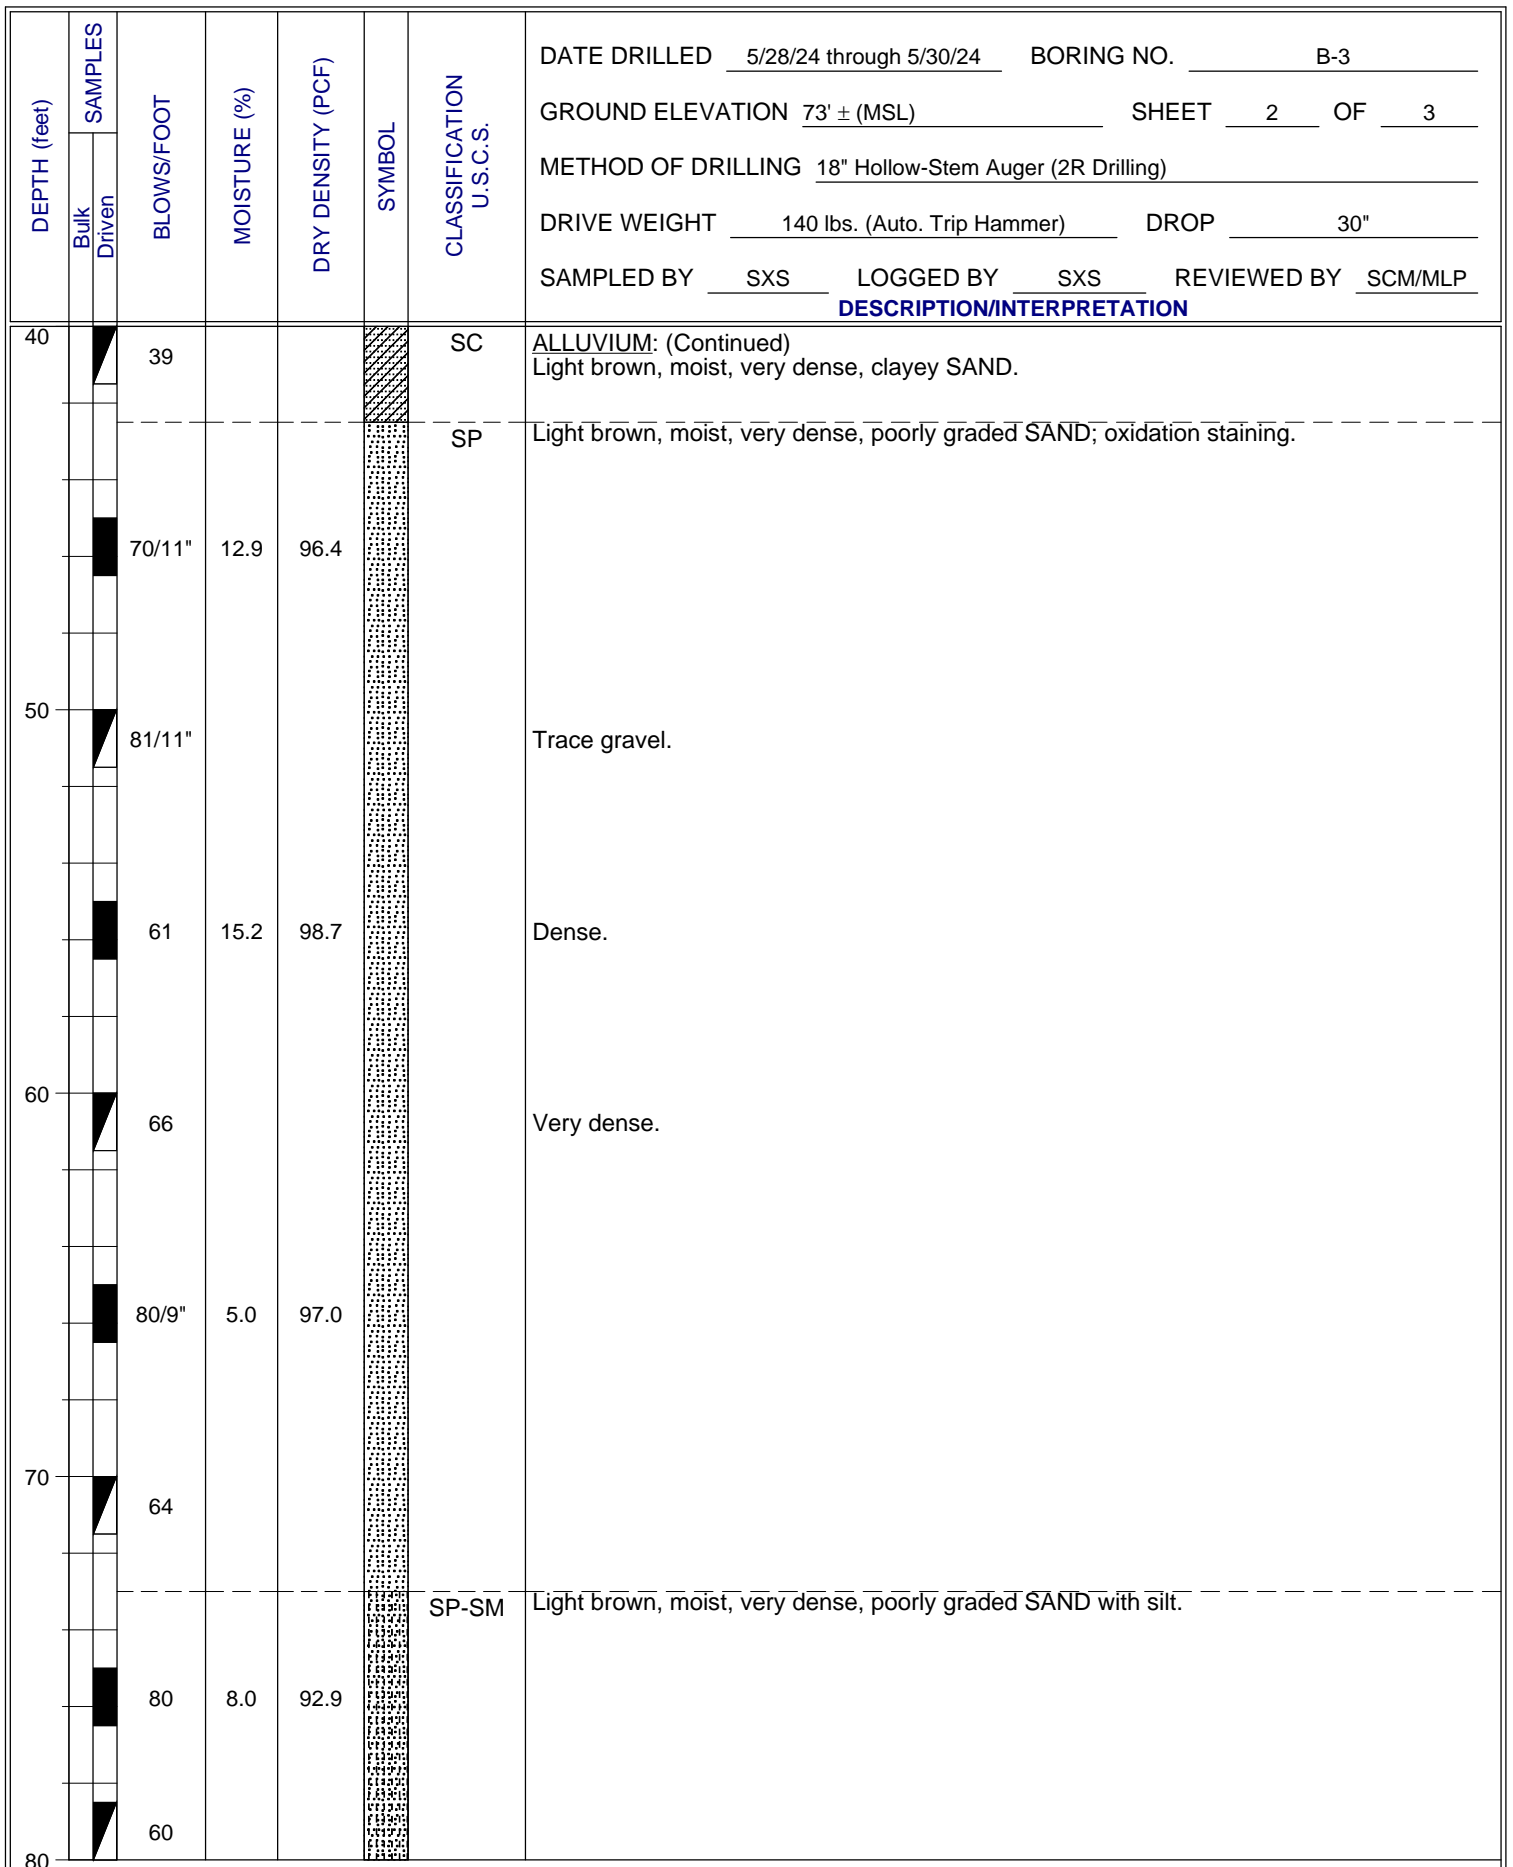 DEPTH (feet)
SAMPLES
Bulk
Driven
BLOWS/FOOT
MOISTURE (%)
DRY DENSITY (PCF)
SYMBOL
CLASSIFICATION
U.S.C.S.
DATE DRILLED 5/28/24 through 5/30/24 BORING NO. B-3
GROUND ELEVATION 73' ± (MSL) SHEET 2 OF 3
METHOD OF DRILLING 18" Hollow-Stem Auger (2R Drilling)
DRIVE WEIGHT 140 lbs. (Auto. Trip Hammer) DROP 30"
SAMPLED BY SXS LOGGED BY SXS REVIEWED BY SCM/MLP
DESCRIPTION/INTERPRETATION
40 SC ALLUVIUM: (Continued)
39 Light brown, moist, very dense, clayey SAND.
SP Light brown, moist, very dense, poorly graded SAND; oxidation staining.
70/11" 12.9 96.4
50
81/11" Trace gravel.
61 15.2 98.7 Dense.
60
66 Very dense.
80/9" 5.0 97.0
70
64
SP-SM Light brown, moist, very dense, poorly graded SAND with silt.
80 8.0 92.9
60
80